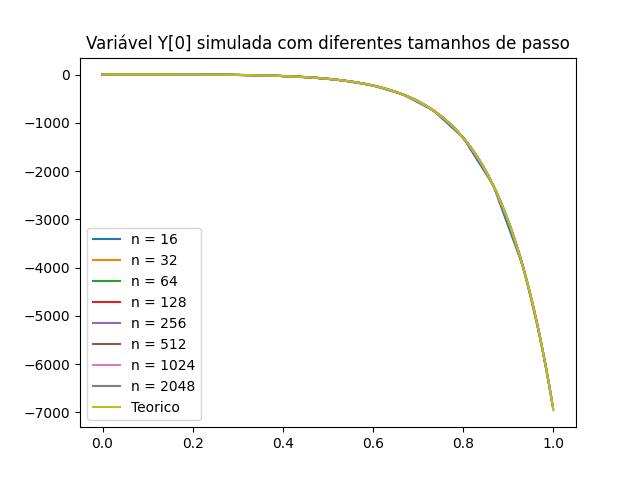 Variável Y[0] simulada com diferentes tamanhos de passo
0
−1000
−2000
−3000
−4000
−5000
−6000
−7000
n = 16
n = 32
n = 64
n = 128
n = 256
n = 512
n = 1024
n = 2048
Teorico
0.0 0.2 0.4 0.6 0.8 1.0